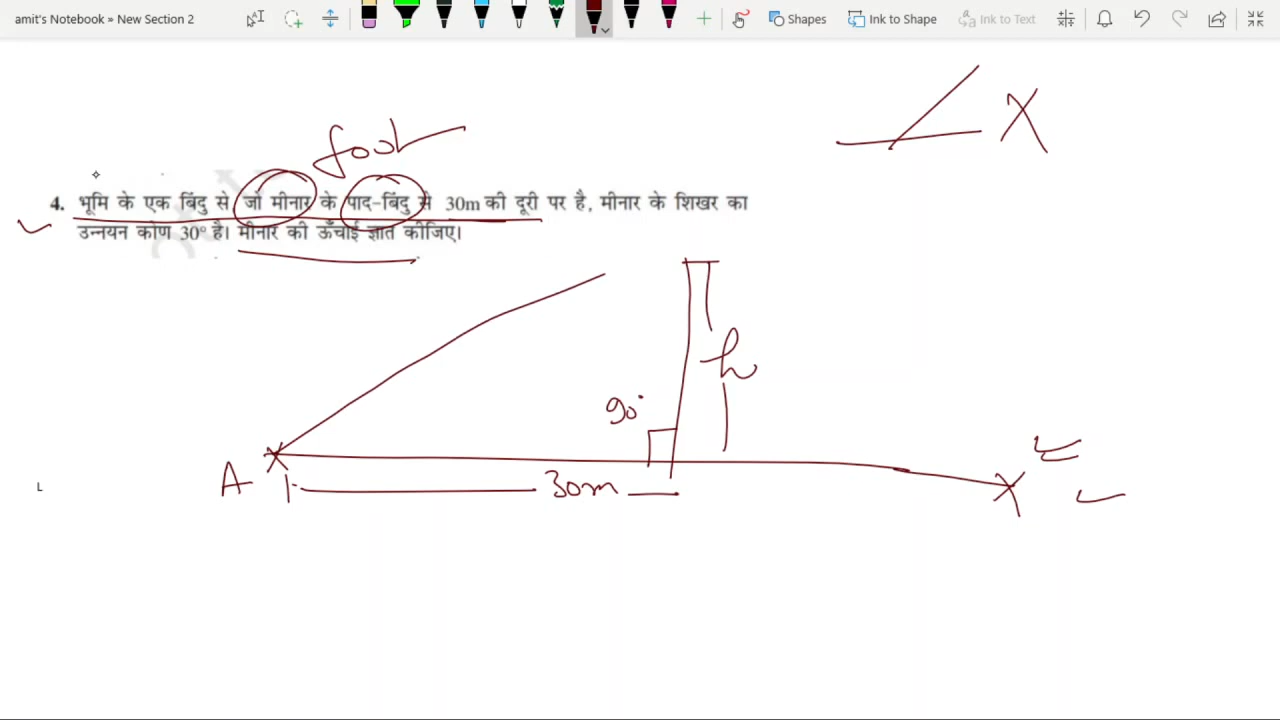 amit's Notebook » New Section 2
Shapes
Ink to Shape
Ink to Text
foot
X
4. भूमि के एक बिंदु से जो मीनार के पाद-बिंदु से 30m की दूरी पर है, मीनार के शिखर का
उन्नयन कोण 30° है। मीनार की ऊँचाई ज्ञात कीजिए।
h
90°
A
30m